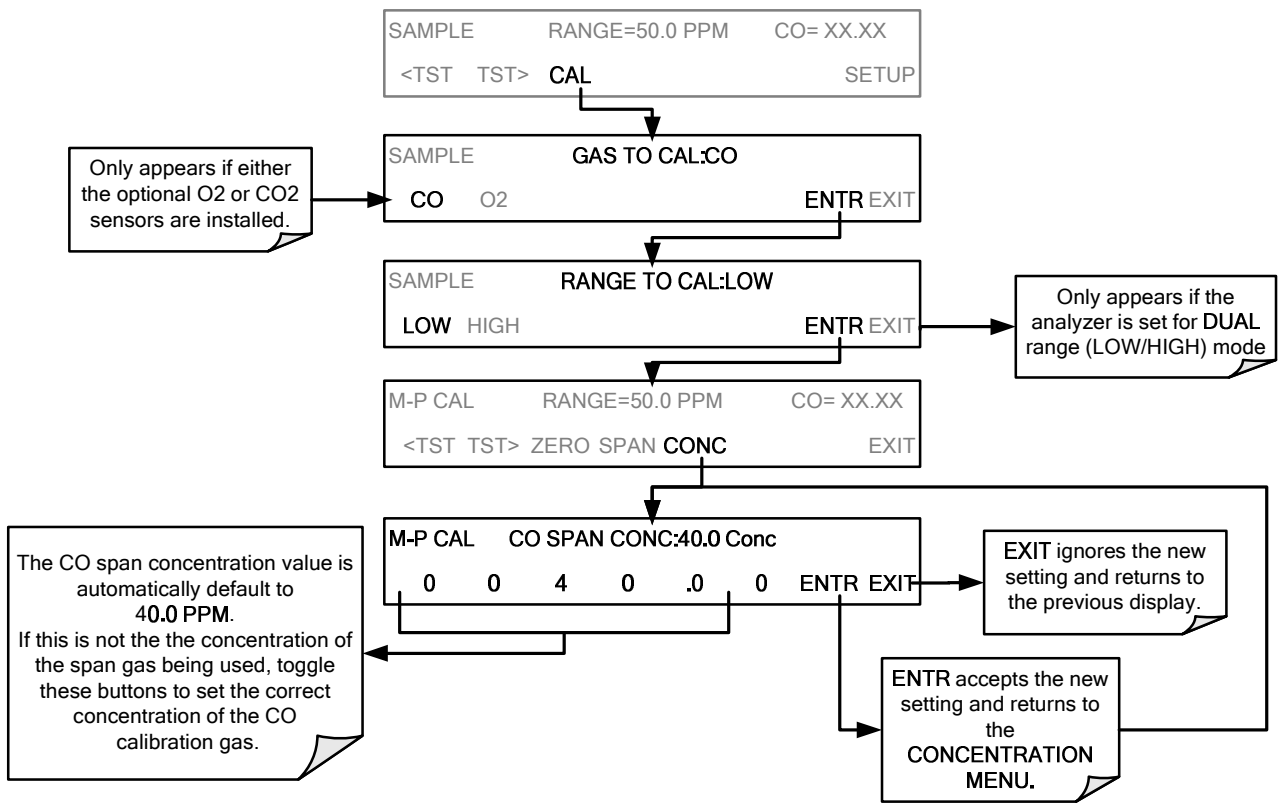 SAMPLE RANGE=50.0 PPM CO= XX.XX
<TST TST> CAL SETUP
Only appears if either
the optional O2 or CO2
sensors are installed.
SAMPLE GAS TO CAL:CO
CO O2 ENTR EXIT
SAMPLE RANGE TO CAL:LOW
LOW HIGH ENTR EXIT
Only appears if the
analyzer is set for DUAL
range (LOW/HIGH) mode
M-P CAL RANGE=50.0 PPM CO= XX.XX
<TST TST> ZERO SPAN CONC EXIT
M-P CAL CO SPAN CONC:40.0 Conc
0 0 4 0 .0 0 ENTR EXIT
The CO span concentration value is
automatically default to
40.0 PPM.
If this is not the the concentration of
the span gas being used, toggle
these buttons to set the correct
concentration of the CO
calibration gas.
EXIT ignores the new
setting and returns to
the previous display.
ENTR accepts the new
setting and returns to
the
CONCENTRATION
MENU.